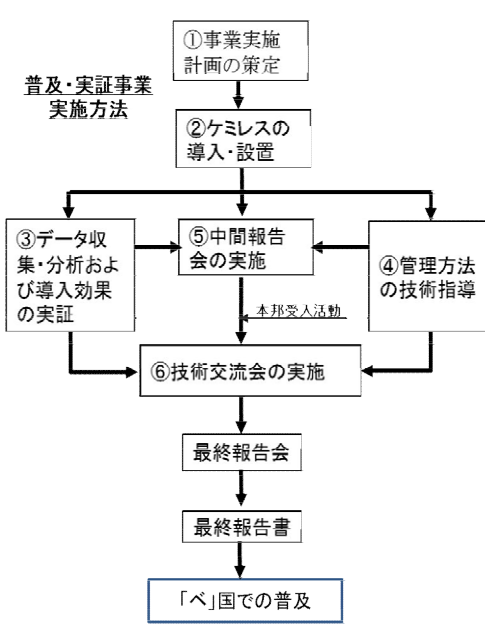 ①事業実施
計画の策定
普及・実証事業
実施方法
②ケミレスの
導入・設置
③データ収
集・分析およ
び導入効果
の実証
⑤中間報告
会の実施
④管理方法
の技術指導
本邦受入活動
⑥技術交流会の実施
最終報告会
最終報告書
「ベ」国での普及